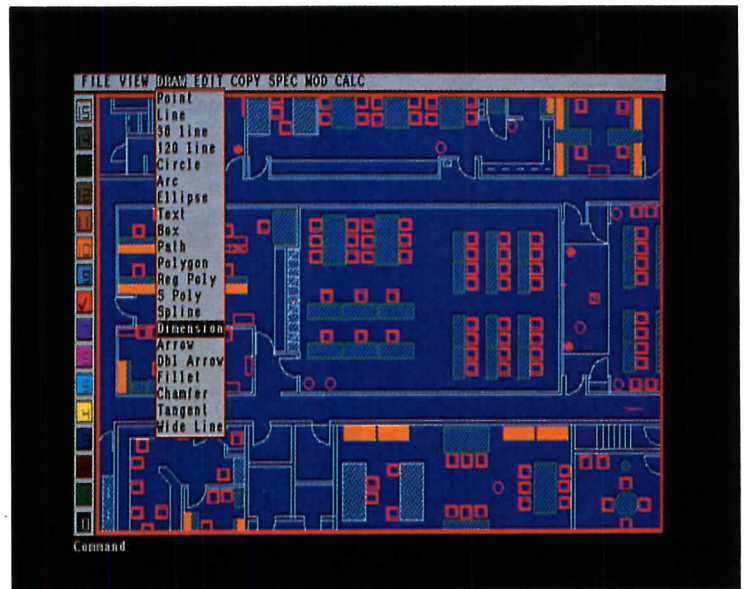 FILE VIEW DRAW EDIT COPY SPEC MOD CALC
Point
Line
30 line
120 line
Circle
Arc
Ellipse
Text
Box
Path
Polygon
Reg Poly
S Poly
Spline
Dimension
Arrow
Dbl Arrow
Fillet
Chamfer
Tangent
Wide Line
Command